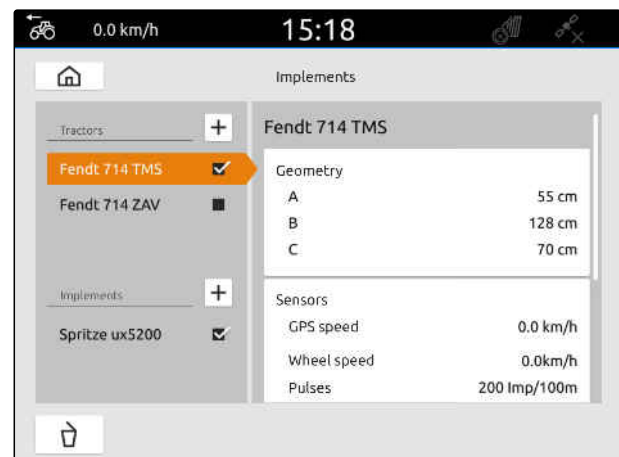 0.0 km/h 15:18
Implements
Tractors
Fendt 714 TMS
Fendt 714 ZAV
Implements
Spritze ux5200
Fendt 714 TMS
Geometry
A 55 cm
B 128 cm
C 70 cm
Sensors
GPS speed 0.0 km/h
Wheel speed 0.0km/h
Pulses 200 Imp/100m